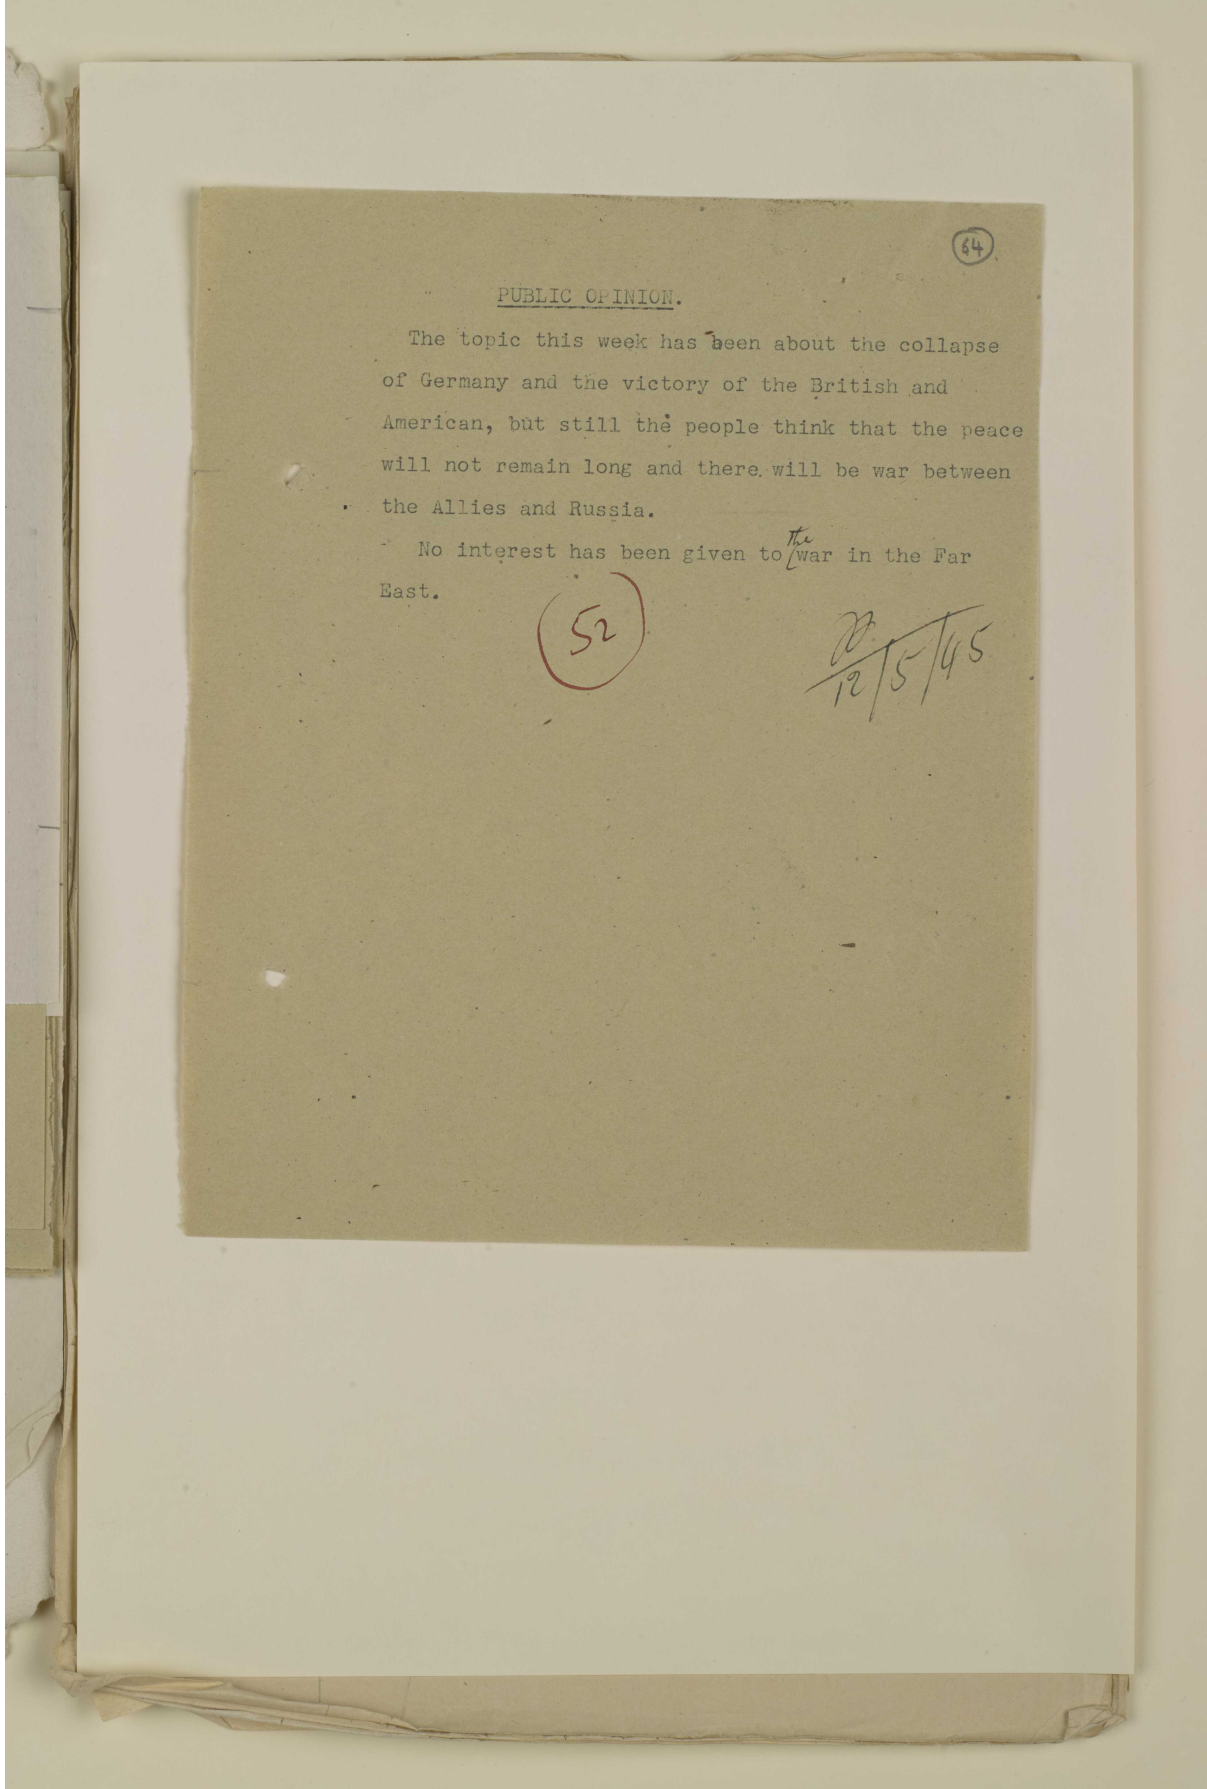 64
PUBLIC OPINION.
The topic this week has been about the collapse
of Germany and the victory of the British and
American, but still the people think that the peace
will not remain long and there will be war between
the Allies and Russia.
No interest has been given to the war in the Far
East.
52
12/5/45